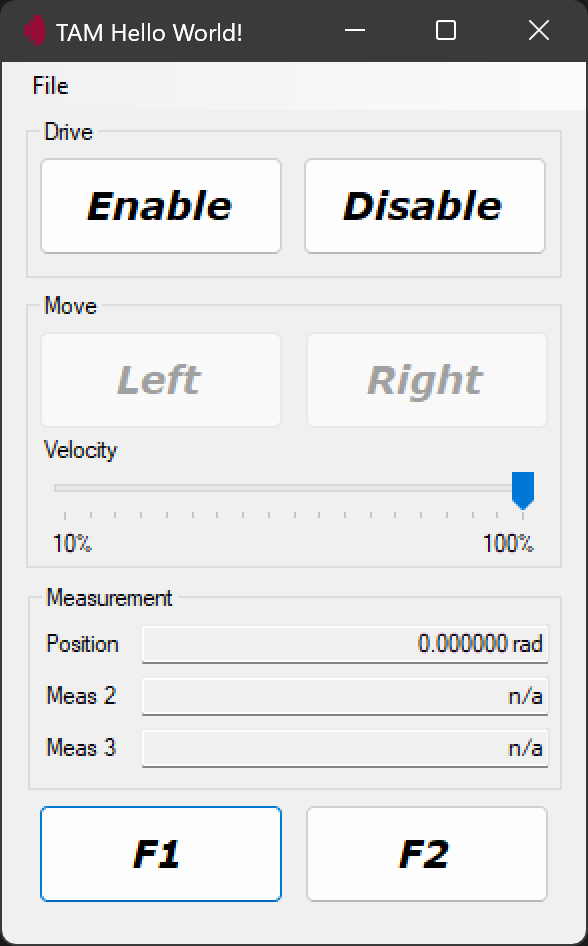 TAM Hello World!
File
Drive
Enable Disable
Move
Left Right
Velocity
10% 100%
Measurement
Position 0.000000 rad
Meas 2 n/a
Meas 3 n/a
F1 F2